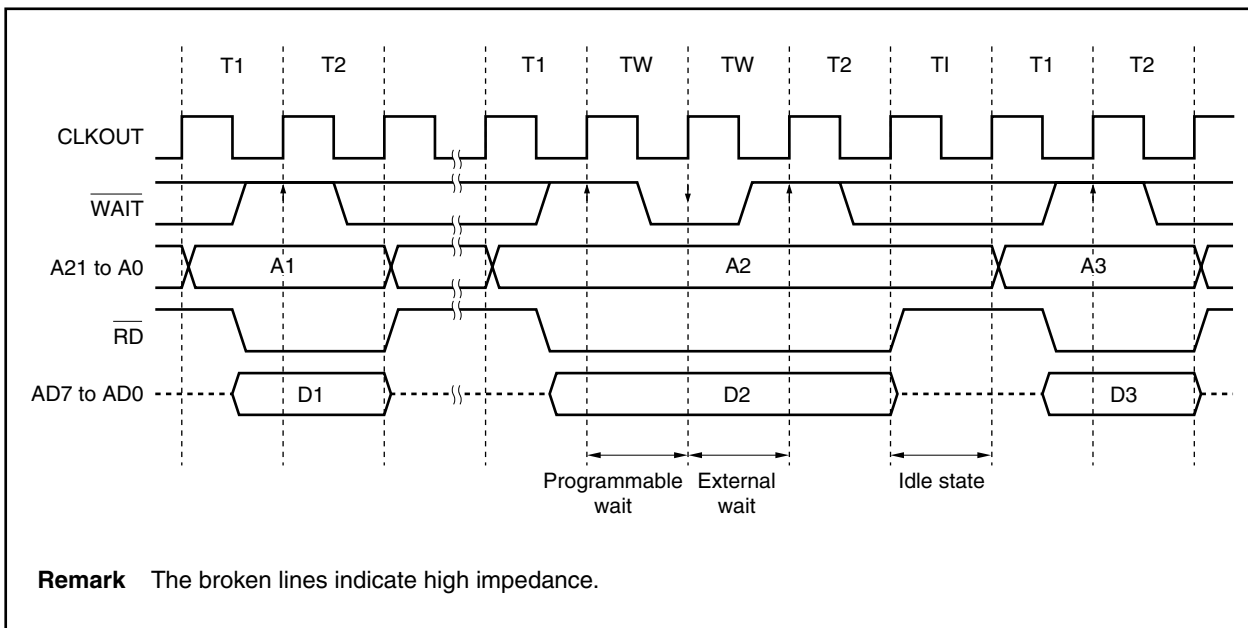 T1 T2 T1 TW TW T2 TI T1 T2
CLKOUT
WAIT
A21 to A0 A1 A2 A3
RD
AD7 to AD0 D1 D2 D3
Programmable wait
External wait
Idle state
Remark The broken lines indicate high impedance.